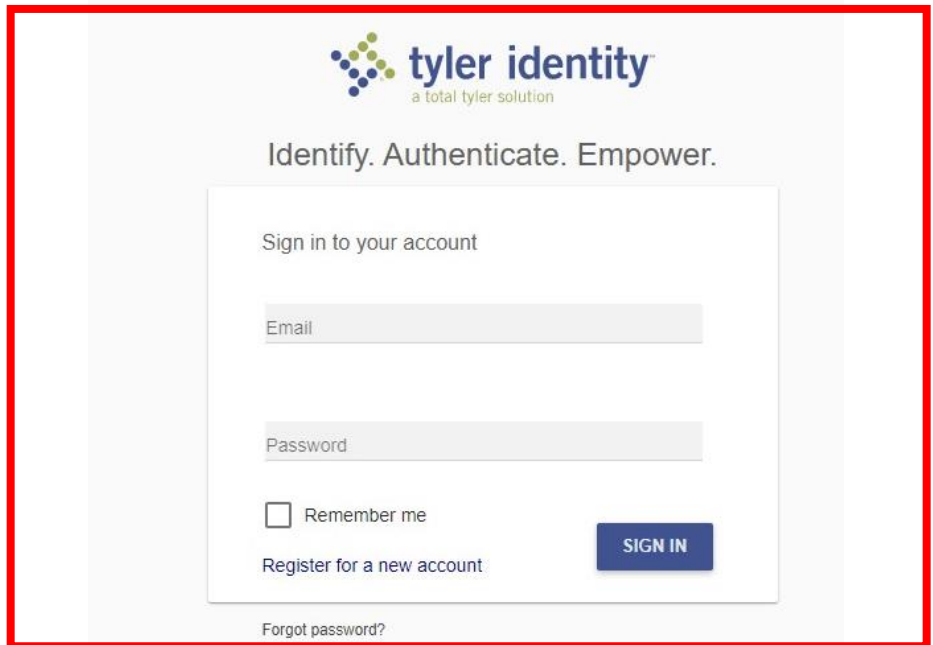 tyler identity™
a total tyler solution
Identify. Authenticate. Empower.
Sign in to your account
Email
Password
Remember me
SIGN IN
Register for a new account
Forgot password?